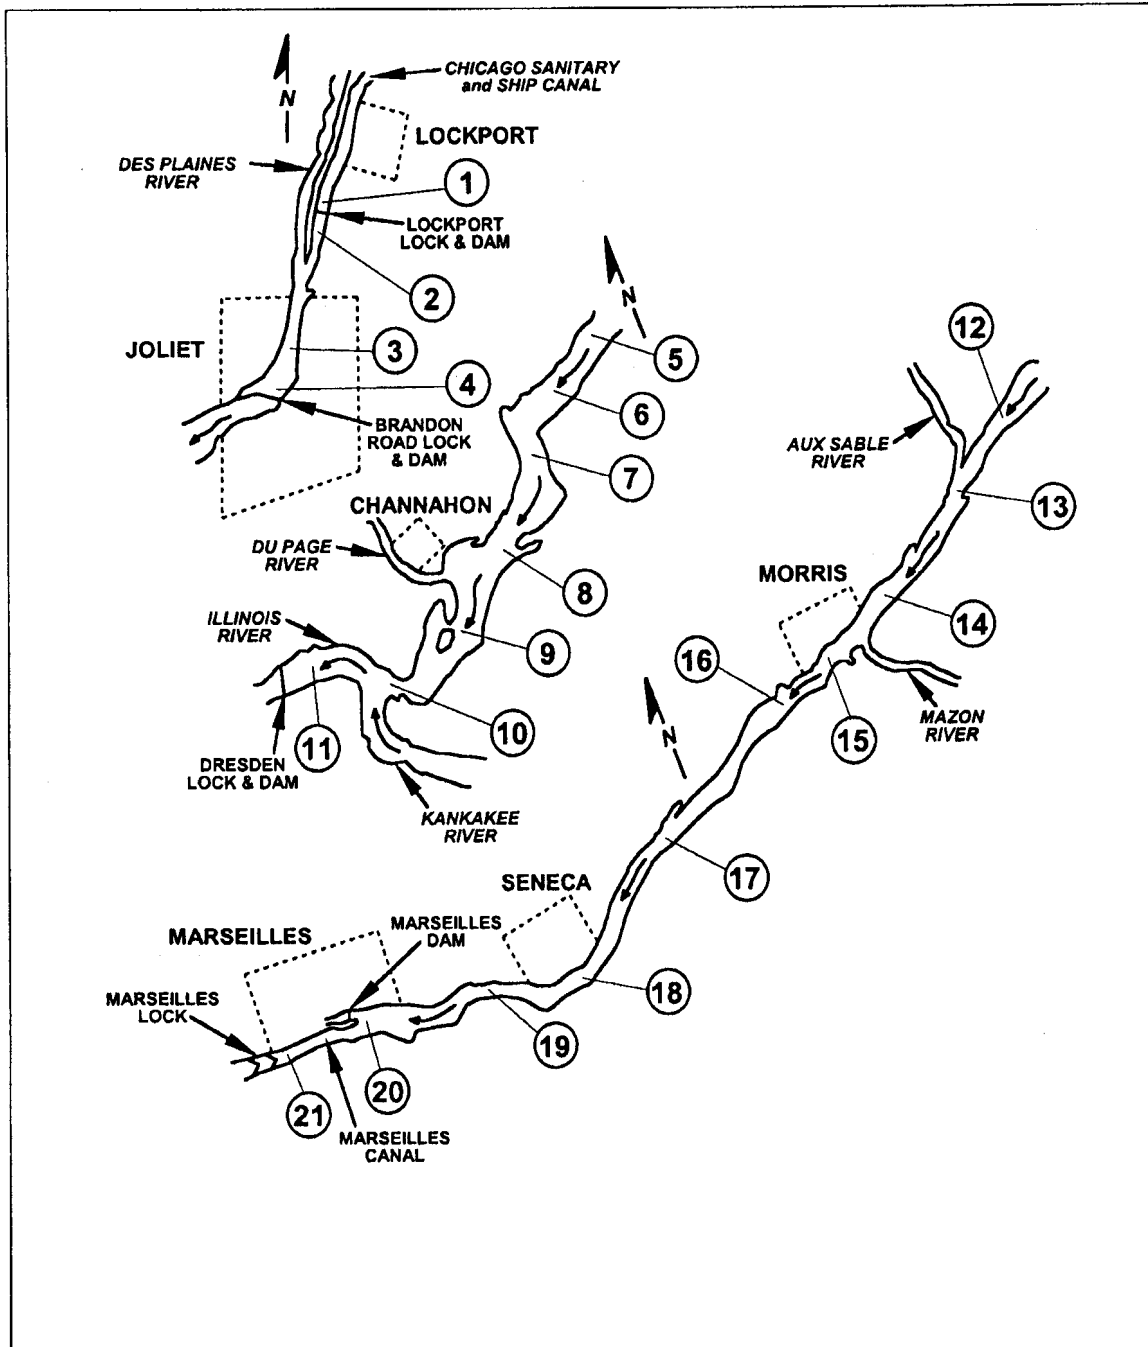 CHICAGO SANITARY
and SHIP CANAL
N
LOCKPORT
DES PLAINES
RIVER
1
LOCKPORT
LOCK & DAM
2
JOLIET
3
4
BRANDON
ROAD LOCK
& DAM
N
5
6
7
CHANNAHON
DU PAGE
RIVER
8
ILLINOIS
RIVER
9
10
11
DRESDEN
LOCK & DAM
KANKAKEE
RIVER
12
AUX SABLE
RIVER
13
MORRIS
14
16
15
MAZON
RIVER
N
17
SENECA
MARSEILLES
MARSEILLES
DAM
18
MARSEILLES
LOCK
19
20
21
MARSEILLES
CANAL